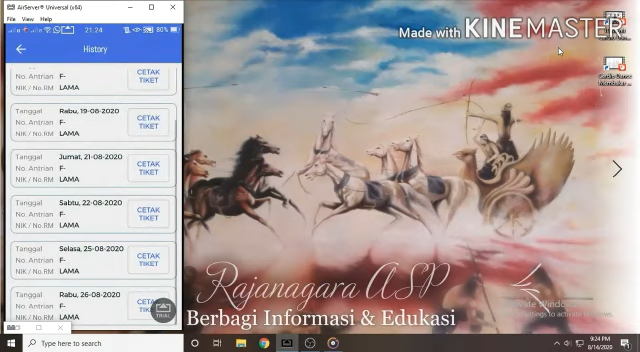 AirServer® Universal (x64)
File View Help
21.24
80%
History
No. Antrian F-
NIK / No.RM LAMA
CETAK
TIKET
Tanggal Rabu, 19-08-2020
No. Antrian F-
NIK / No.RM LAMA
CETAK
TIKET
Tanggal Jumat, 21-08-2020
No. Antrian F-
NIK / No.RM LAMA
CETAK
TIKET
Tanggal Sabtu, 22-08-2020
No. Antrian F-
NIK / No.RM LAMA
CETAK
TIKET
Tanggal Selasa, 25-08-2020
No. Antrian F-
NIK / No.RM LAMA
CETAK
TIKET
Tanggal Rabu, 26-08-2020
No. Antrian F-
NIK / No.RM LAMA
TRIAL
Made with KINEMASTER
Rajanagara ASP
Berbagi Informasi & Edukasi
Type here to search
9:24 PM
8/14/2020